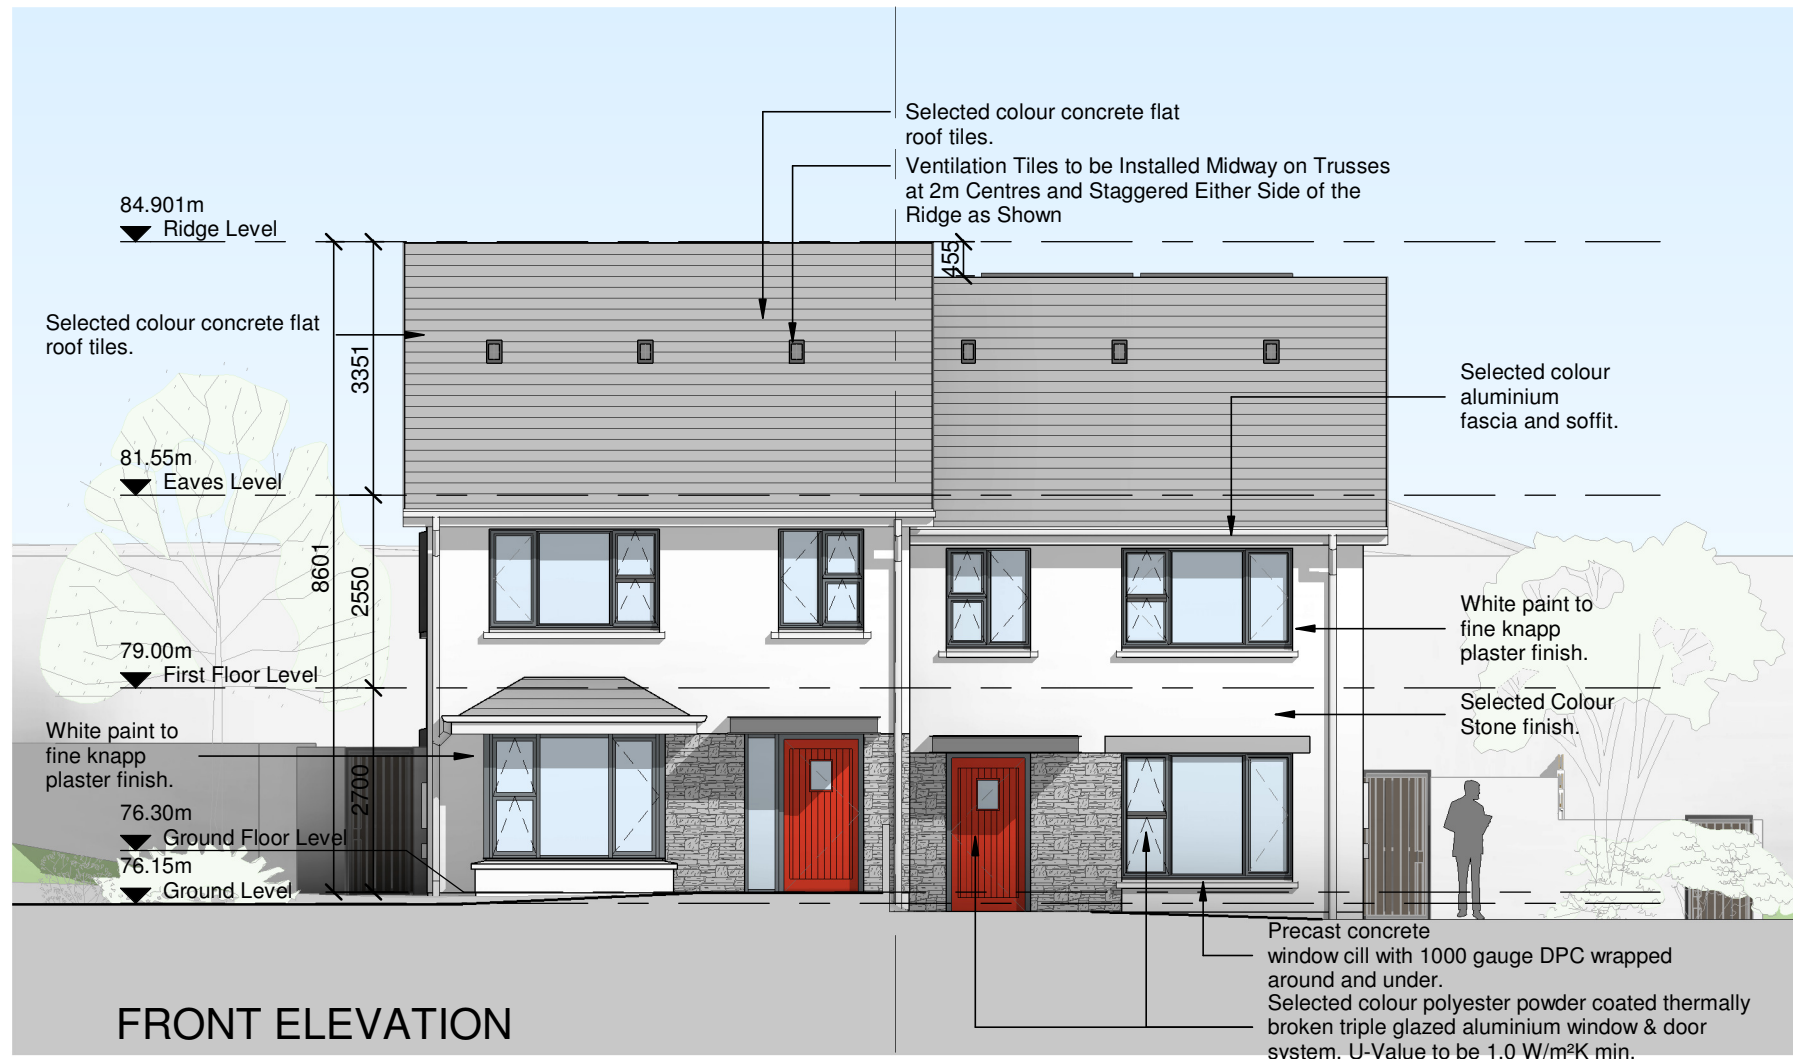 Selected colour concrete flat
roof tiles.
Ventilation Tiles to be Installed Midway on Trusses
at 2m Centres and Staggered Either Side of the
Ridge as Shown
84.901m
Ridge Level
455
Selected colour concrete flat
roof tiles.
3351
Selected colour
aluminium
fascia and soffit.
81.55m
Eaves Level
8601
2550
White paint to
fine knapp
plaster finish.
79.00m
First Floor Level
Selected Colour
Stone finish.
White paint to
fine knapp
plaster finish.
2700
76.30m
Ground Floor Level
76.15m
Ground Level
Precast concrete
window cill with 1000 gauge DPC wrapped
around and under.
Selected colour polyester powder coated thermally
broken triple glazed aluminium window & door
system. U-Value to be 1.0 W/m²K min.
FRONT ELEVATION